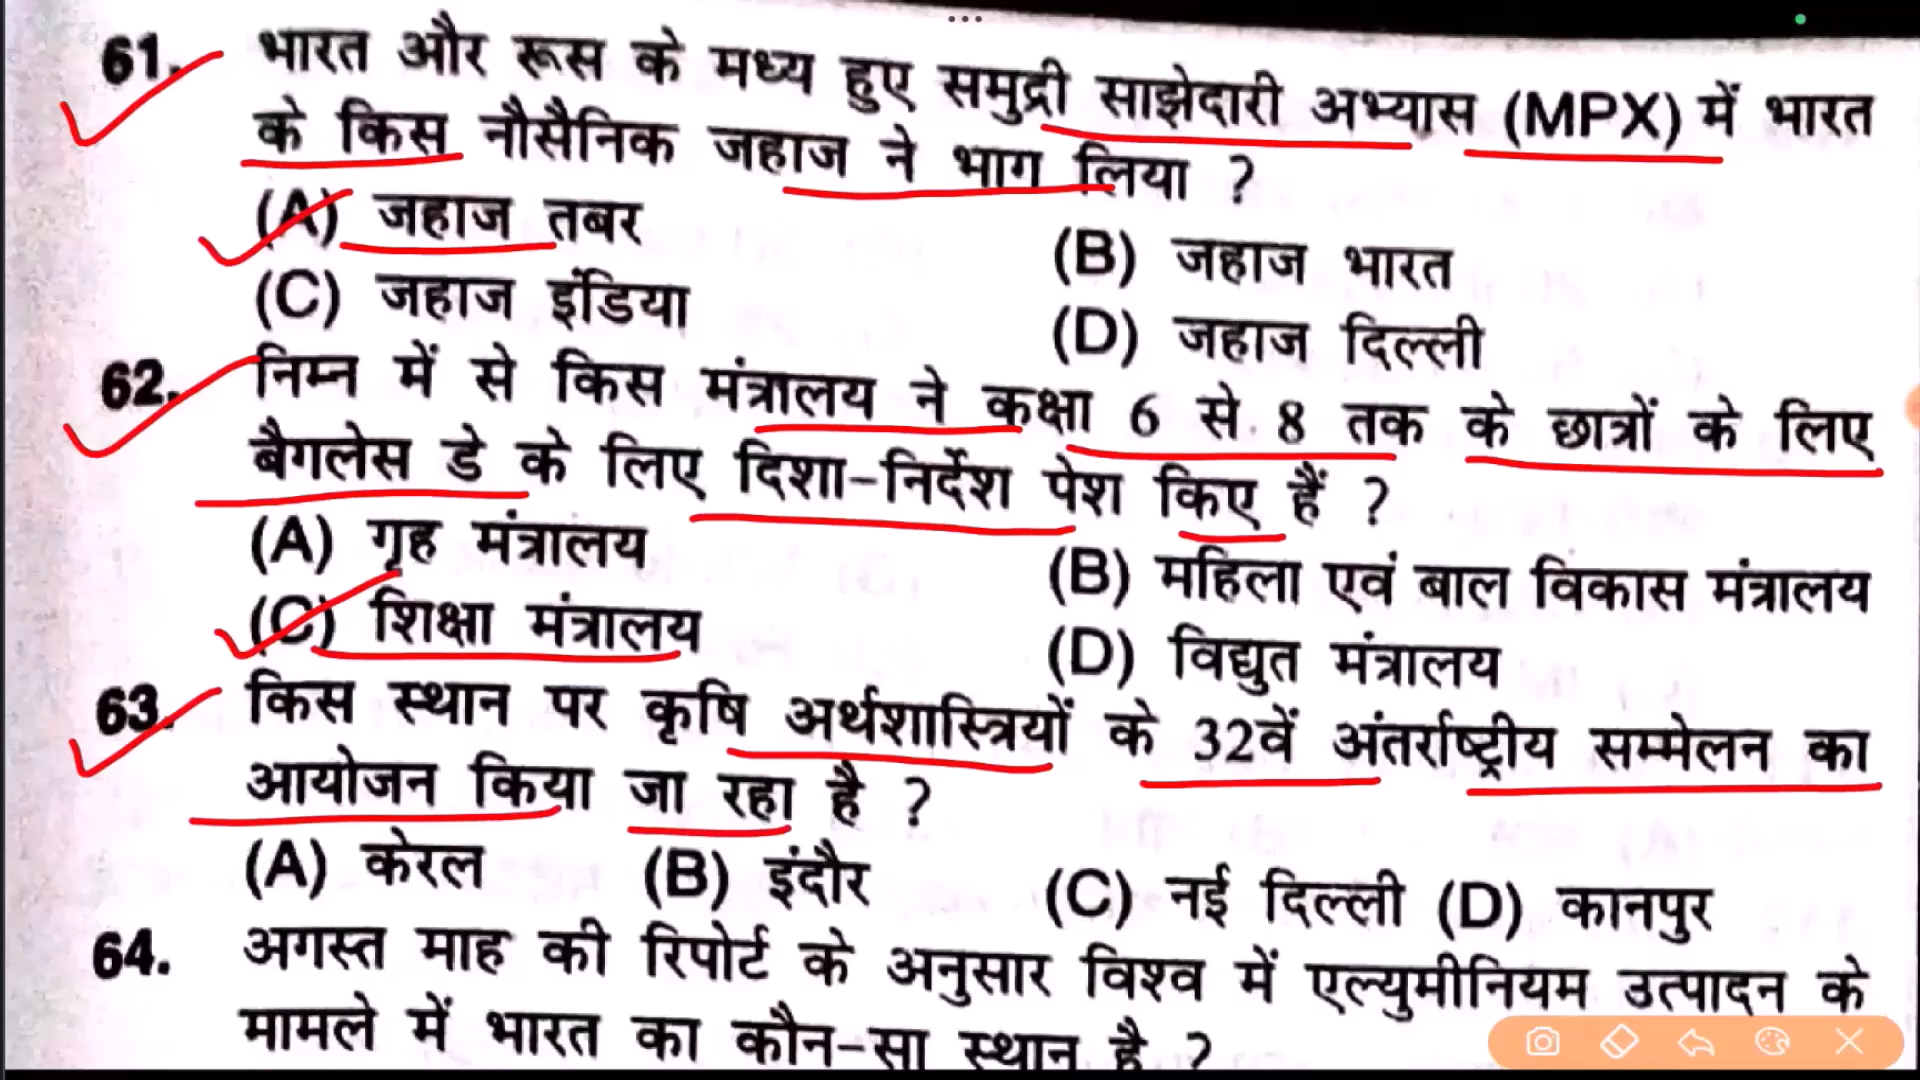 61. भारत और रूस के मध्य हुए समुद्री साझेदारी अभ्यास (MPX) में भारत
के किस नौसैनिक जहाज ने भाग लिया ?
(A) जहाज तबर (B) जहाज भारत
(C) जहाज इंडिया (D) जहाज दिल्ली
62. निम्न में से किस मंत्रालय ने कक्षा 6 से 8 तक के छात्रों के लिए
बैगलेस डे के लिए दिशा-निर्देश पेश किए हैं ?
(A) गृह मंत्रालय (B) महिला एवं बाल विकास मंत्रालय
(C) शिक्षा मंत्रालय (D) विद्युत मंत्रालय
63. किस स्थान पर कृषि अर्थशास्त्रियों के 32वें अंतर्राष्ट्रीय सम्मेलन का
आयोजन किया जा रहा है ?
(A) केरल (B) इंदौर (C) नई दिल्ली (D) कानपुर
64. अगस्त माह की रिपोर्ट के अनुसार विश्व में एल्युमीनियम उत्पादन के
मामले में भारत का कौन-सा स्थान है ?